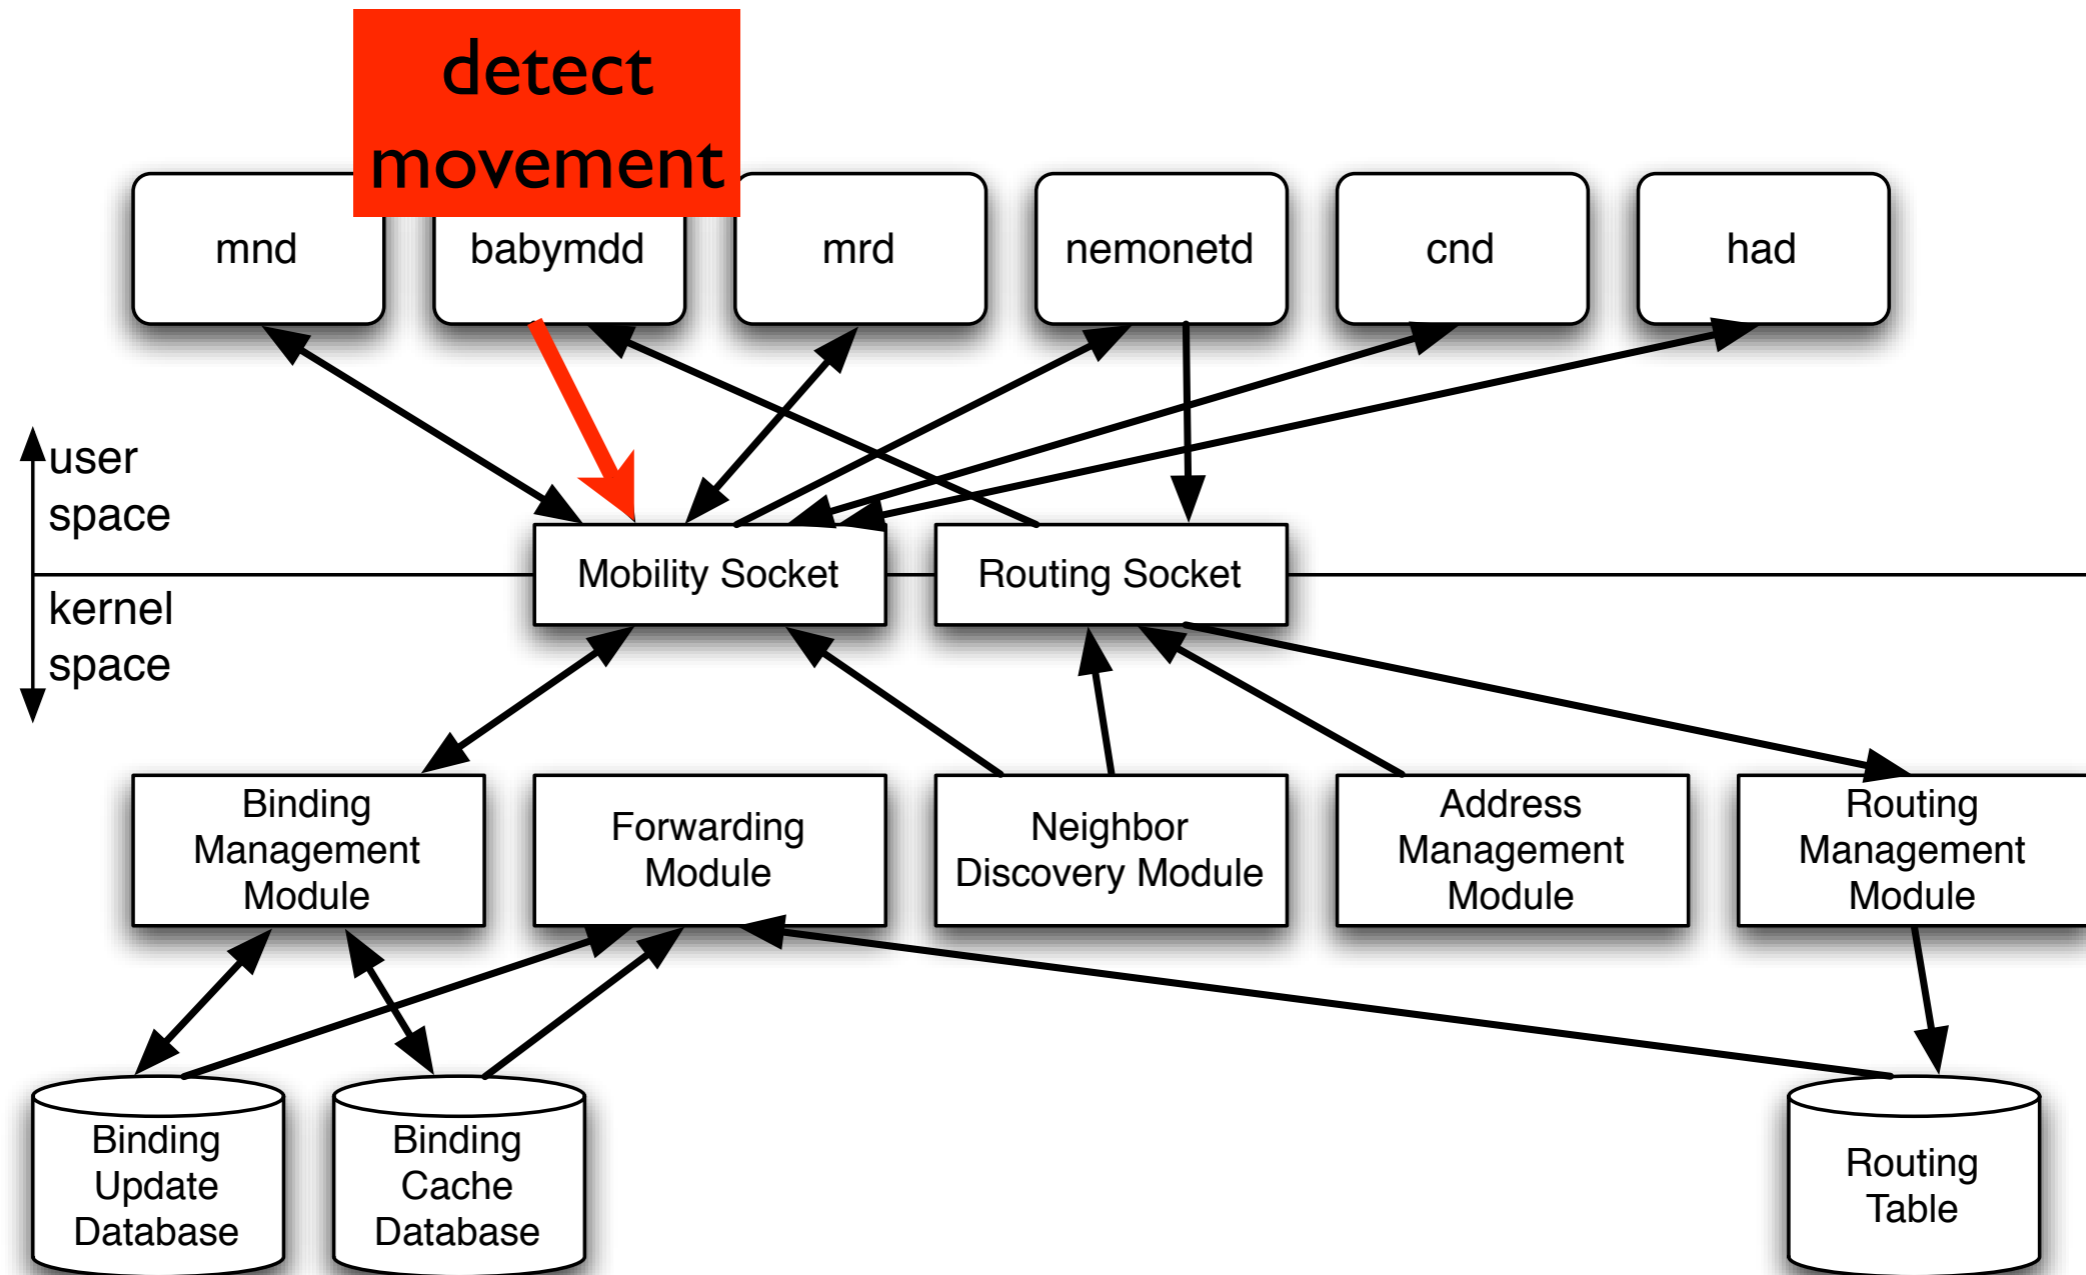 detect
movement
mnd
babymdd
mrd
nemonetd
cnd
had
user
space
Mobility Socket
Routing Socket
kernel
space
Binding
Management
Module
Forwarding
Module
Neighbor
Discovery Module
Address
Management
Module
Routing
Management
Module
Binding
Update
Database
Binding
Cache
Database
Routing
Table